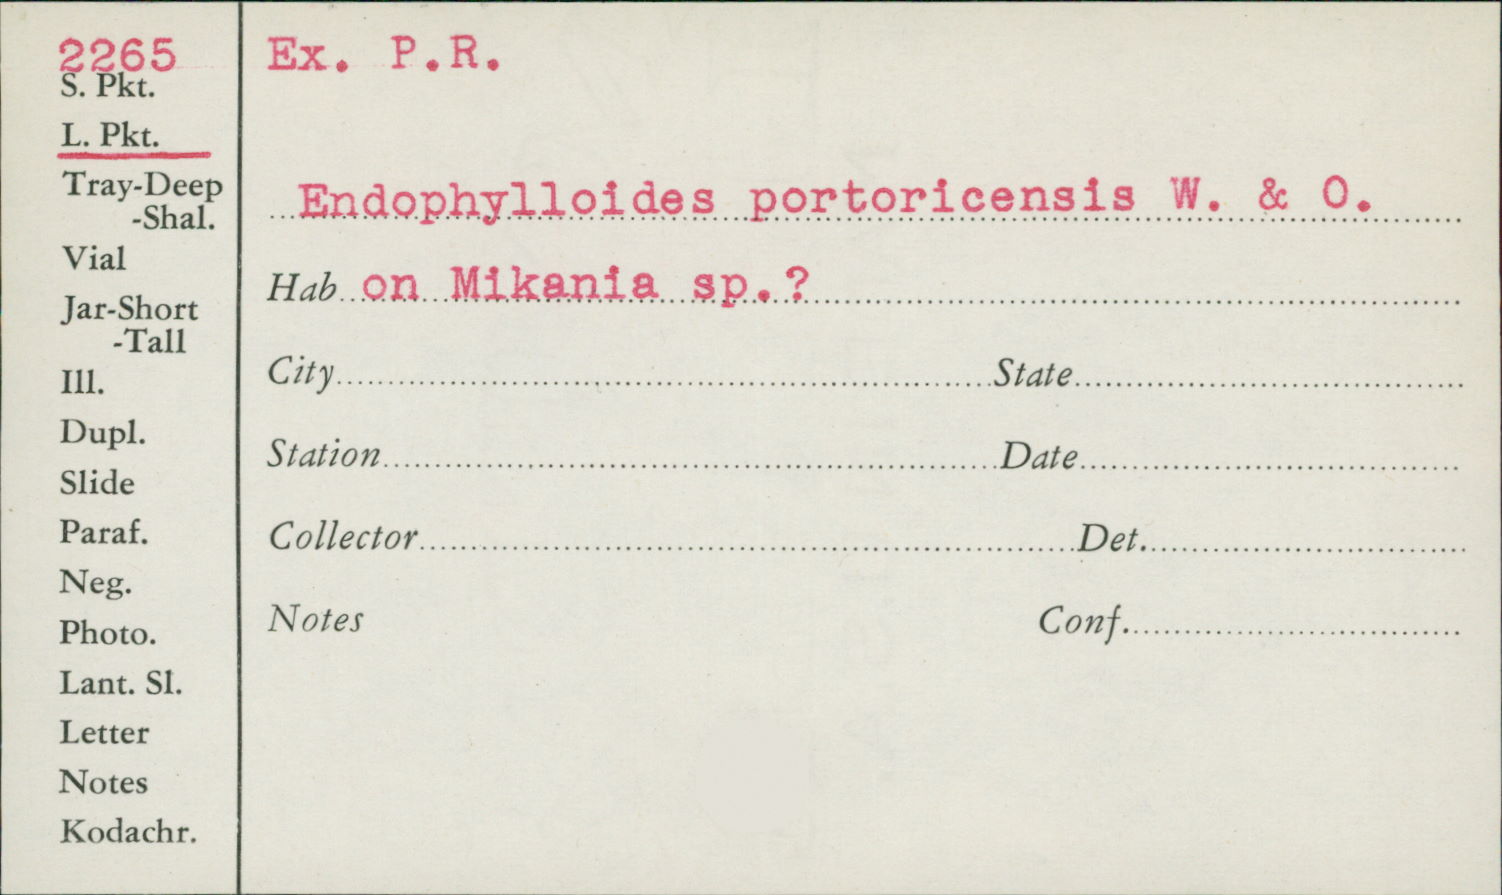 2265
S. Pkt.
L. Pkt.
Tray-Deep
-Shal.
Vial
Jar-Short
-Tall
Ill.
Dupl.
Slide
Paraf.
Neg.
Photo.
Lant. Sl.
Letter
Notes
Kodachr.
Ex. P.R.
Endophylloides portoricensis W. & O.
Hab on Mikania sp.?
City State
Station Date
Collector Det.
Notes Conf.